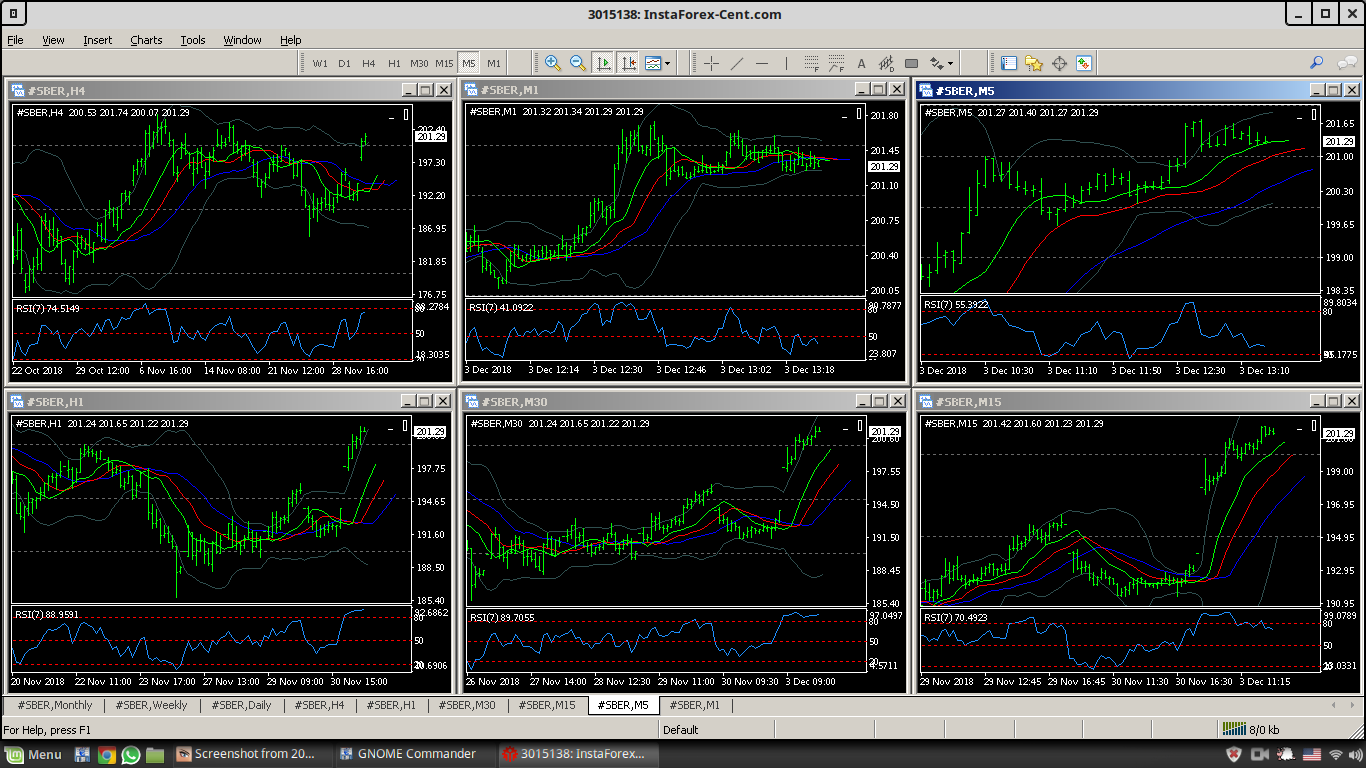 3015138: InstaForex-Cent.com
File View Insert Charts Tools Window Help
W1 D1 H4 H1 M30 M15 M5 M1
#SBER,H4
#SBER,H4 200.53 201.74 200.07 201.29
202.40
201.29
197.30
192.20
186.95
181.85
176.75
RSI(7) 74.5149
80
50
18.3035
22 Oct 2018 29 Oct 12:00 6 Nov 16:00 14 Nov 08:00 21 Nov 12:00 28 Nov 16:00
#SBER,M1
#SBER,M1 201.32 201.34 201.29 201.29
201.80
201.45
201.29
201.10
200.75
200.40
200.05
RSI(7) 41.0922
90.7877
80
50
23.807
3 Dec 2018 3 Dec 12:14 3 Dec 12:30 3 Dec 12:46 3 Dec 13:02 3 Dec 13:18
#SBER,M5
#SBER,M5 201.27 201.40 201.27 201.29
201.65
201.29
201.00
200.30
199.65
199.00
198.35
RSI(7) 55.3922
89.8034
80
3 Dec 2018 3 Dec 10:30 3 Dec 11:10 3 Dec 11:50 3 Dec 12:30 3 Dec 13:10
#SBER,H1
#SBER,H1 201.24 201.65 201.22 201.29
201.29
197.75
194.65
191.60
188.50
185.40
RSI(7) 88.9591
92.6862
80
50
20.6906
20 Nov 2018 22 Nov 11:00 23 Nov 17:00 27 Nov 13:00 29 Nov 09:00 30 Nov 15:00
#SBER,M30
#SBER,M30 201.24 201.65 201.22 201.29
201.29
200.60
197.55
194.50
191.50
188.45
185.40
RSI(7) 89.7055
97.0497
80
50
4.5711
26 Nov 2018 27 Nov 14:00 28 Nov 12:30 29 Nov 11:00 30 Nov 09:30 3 Dec 09:00
#SBER,M15
#SBER,M15 201.42 201.60 201.23 201.29
201.29
199.00
196.95
194.95
192.95
190.95
RSI(7) 70.4923
99.0789
80
50
29 Nov 2018 29 Nov 12:45 29 Nov 16:45 30 Nov 11:30 30 Nov 16:30 3 Dec 11:15
#SBER,Monthly #SBER,Weekly #SBER,Daily #SBER,H4 #SBER,H1 #SBER,M30 #SBER,M15 #SBER,M5 #SBER,M1
For Help, press F1 Default 8/0 kb
Menu Screenshot from 20... GNOME Commander 3015138: InstaForex...